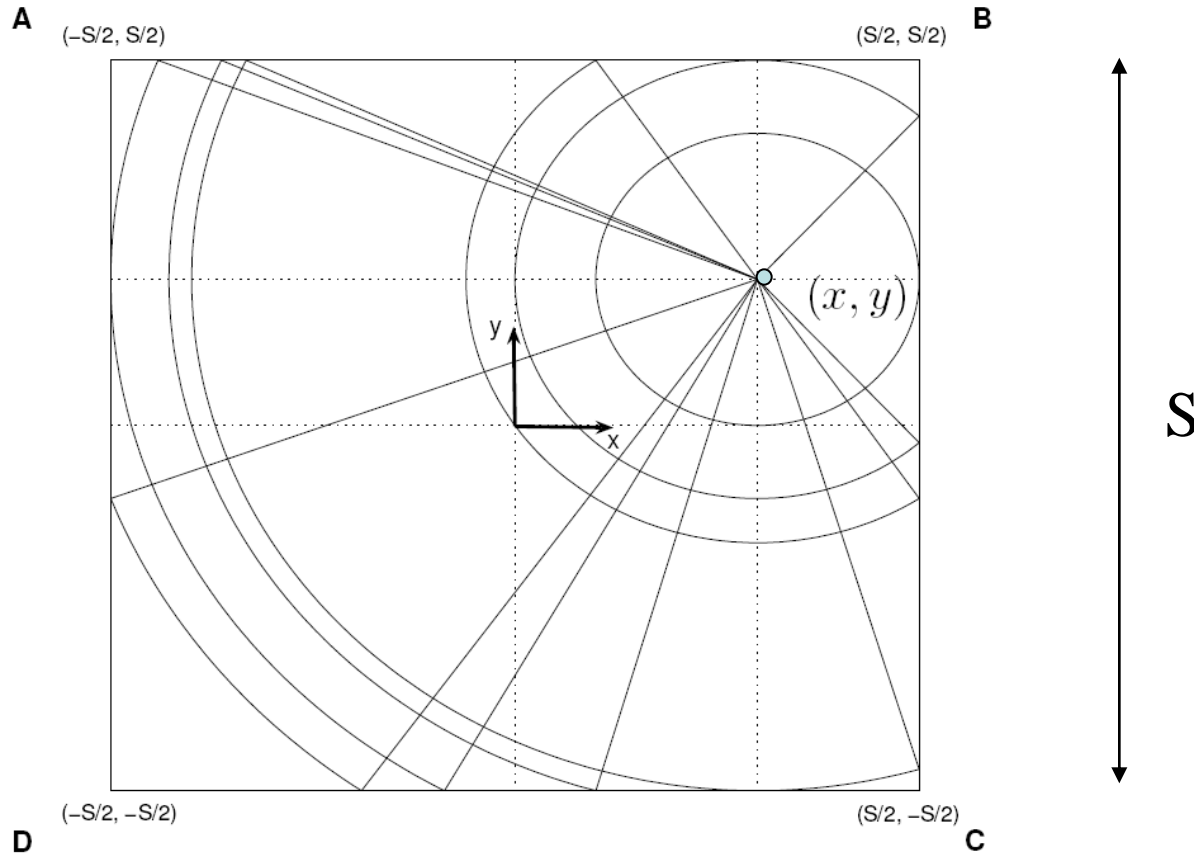 A
B
(−S/2, S/2)
(S/2, S/2)
(x, y)
y
x
S
(−S/2, −S/2)
(S/2, −S/2)
D
C